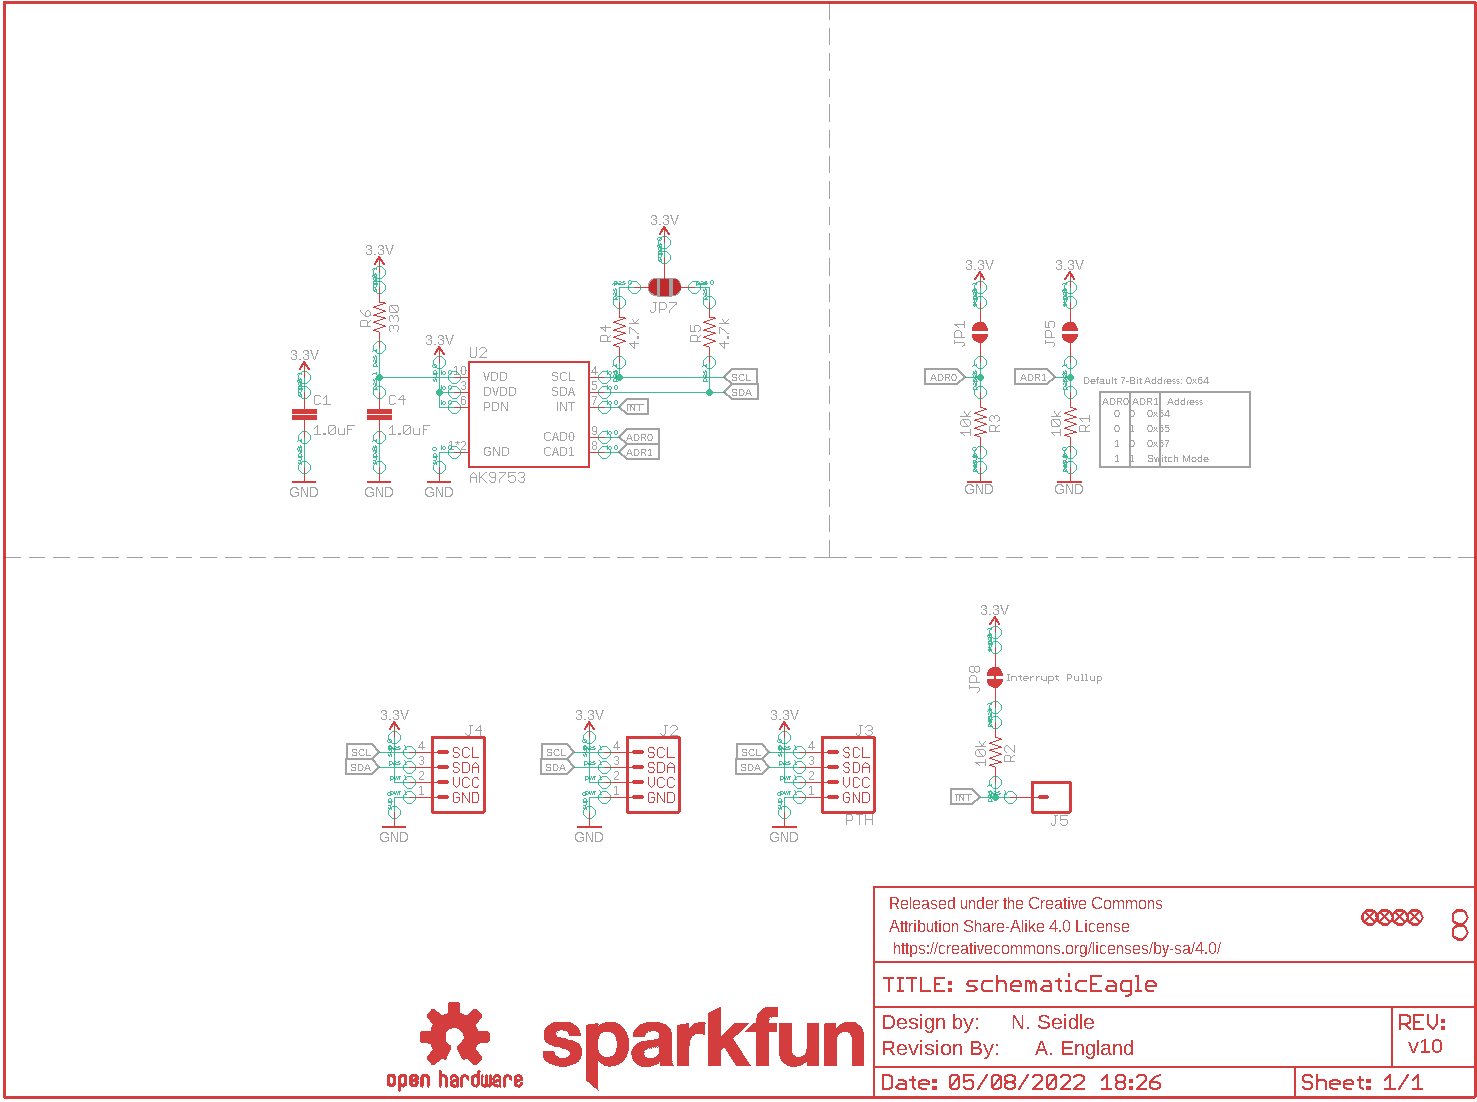 3.3V
3.3V
R6
330
JP7
R4
4.7k
R5
4.7k
3.3V
3.3V
C1
1.0uF
C4
1.0uF
GND
GND
GND
U2
10 VDD
3 DVDD
6 PDN
1*2 GND
SCL 4
SDA 5
INT 7
CAD0 9
CAD1 8
AK9753
SCL
SDA
INT
ADR0
ADR1
3.3V
3.3V
JP1
JP5
ADR0
ADR1
10k
R3
10k
R1
GND
GND
Default 7-Bit Address: 0x64
ADR0 ADR1 Address
0 0 0x64
0 1 0x65
1 0 0x67
1 1 Switch Mode
3.3V
J4
SCL
SDA
4 SCL
3 SDA
2 VCC
1 GND
GND
3.3V
J2
SCL
SDA
4 SCL
3 SDA
2 VCC
1 GND
GND
3.3V
J3
SCL
SDA
4 SCL
3 SDA
2 VCC
1 GND
PTH
GND
3.3V
JP8
Interrupt Pullup
10k
R2
INT
J5
Released under the Creative Commons
Attribution Share-Alike 4.0 License
https://creativecommons.org/licenses/by-sa/4.0/
TITLE: schematicEagle
Design by: N. Seidle
Revision By: A. England
REV:
v10
Date: 05/08/2022 18:26
Sheet: 1/1
open hardware
sparkfun